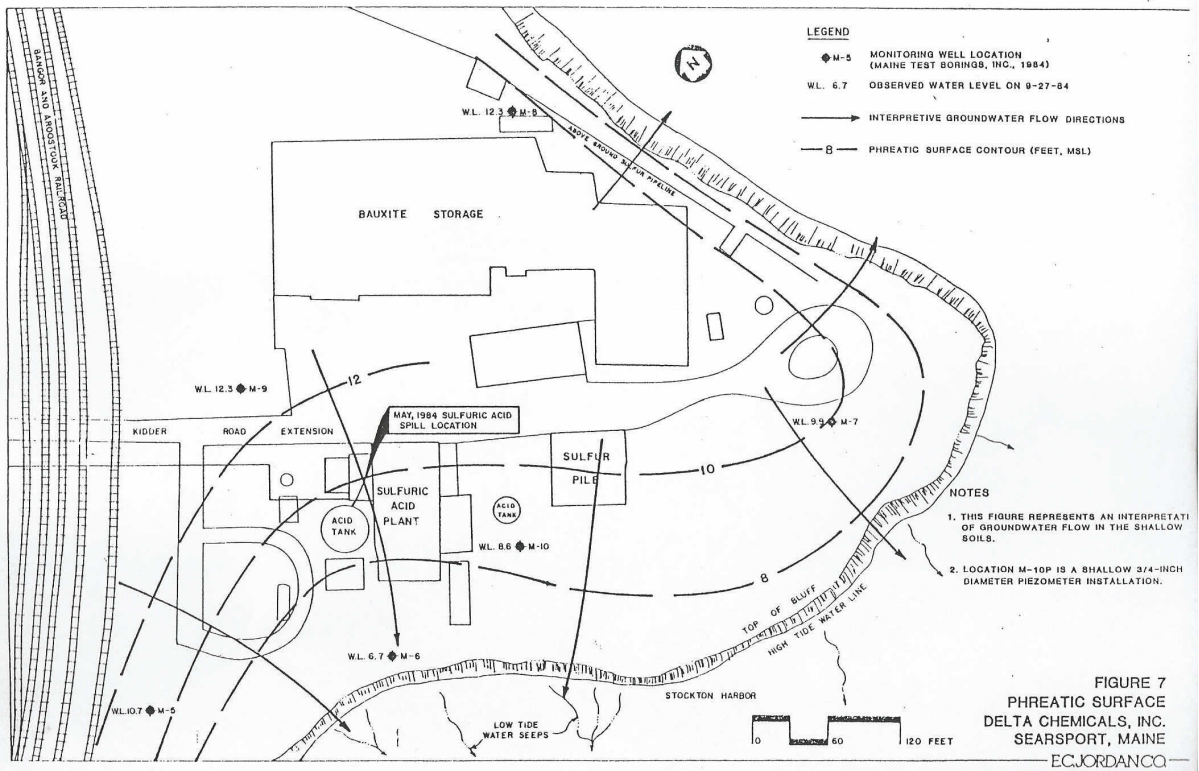 LEGEND
M-5 MONITORING WELL LOCATION
(MAINE TEST BORINGS, INC., 1984)
W.L. 6.7 OBSERVED WATER LEVEL ON 9-27-84
INTERPRETIVE GROUNDWATER FLOW DIRECTIONS
8 PHREATIC SURFACE CONTOUR (FEET, MSL)
N
BANGOR AND AROOSTOOK RAILROAD
W.L. 12.3 M-8
ABOVE GROUND SULFUR PIPELINE
BAUXITE STORAGE
12
W.L. 12.3 M-9
MAY, 1984 SULFURIC ACID
SPILL LOCATION
KIDDER ROAD EXTENSION
W.L. 9.9 M-7
SULFUR
PILE
10
SULFURIC
ACID
PLANT
ACID
TANK
ACID
TANK
W.L. 8.6 M-10
8
NOTES
1. THIS FIGURE REPRESENTS AN INTERPRETATI
OF GROUNDWATER FLOW IN THE SHALLOW
SOILS.
2. LOCATION M-10P IS A SHALLOW 3/4-INCH
DIAMETER PIEZOMETER INSTALLATION.
TOP OF BLUFF
HIGH TIDE WATER LINE
W.L. 6.7 M-6
W.L. 10.7 M-5
STOCKTON HARBOR
LOW TIDE
WATER SEEPS
0 60 120 FEET
FIGURE 7
PHREATIC SURFACE
DELTA CHEMICALS, INC.
SEARSPORT, MAINE
E.C. JORDAN CO.